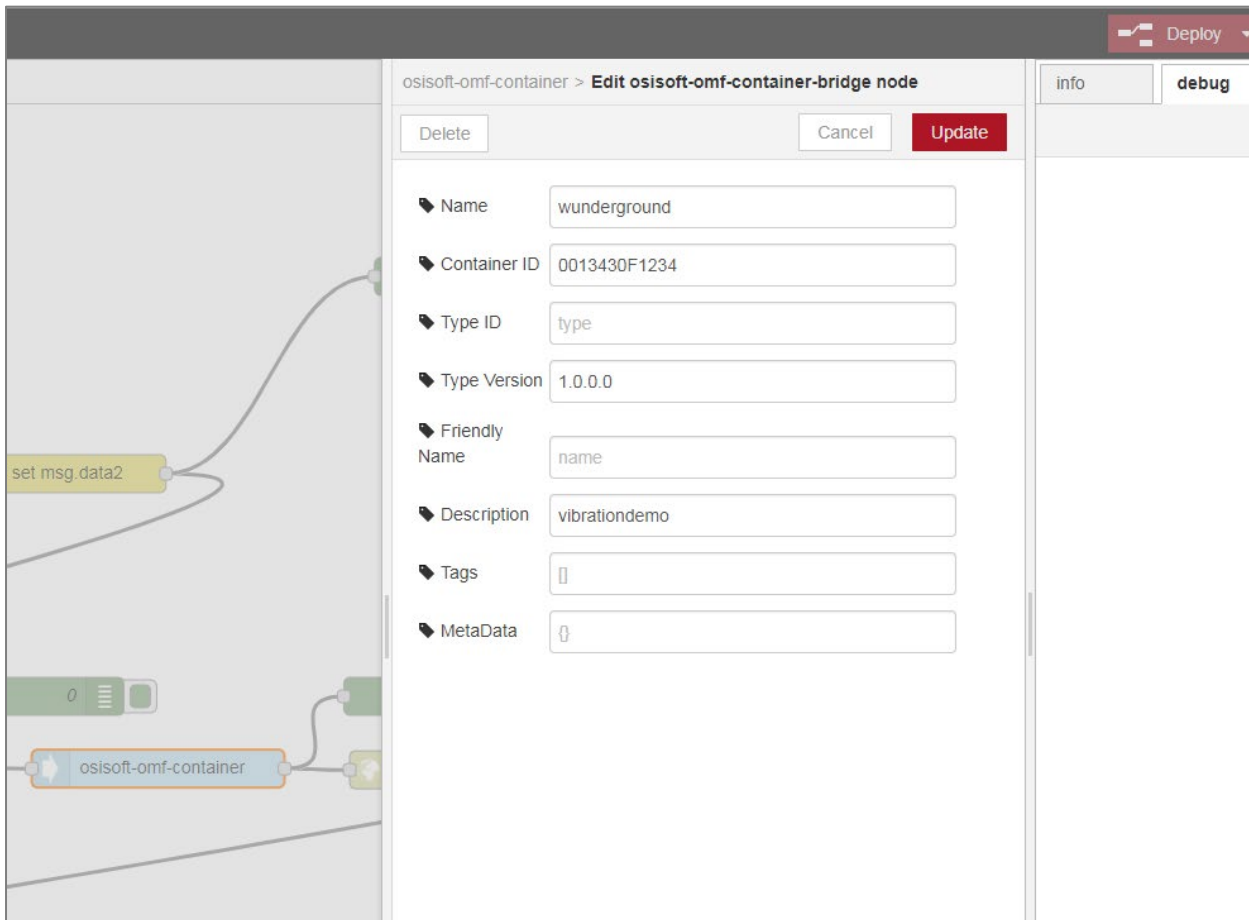 Deploy
osisoft-omf-container > Edit osisoft-omf-container-bridge node
info
debug
Delete
Cancel
Update
Name
wunderground
Container ID
0013430F1234
Type ID
type
Type Version
1.0.0.0
Friendly
Name
name
set msg.data2
Description
vibrationdemo
Tags
[]
MetaData
{}
0
osisoft-omf-container